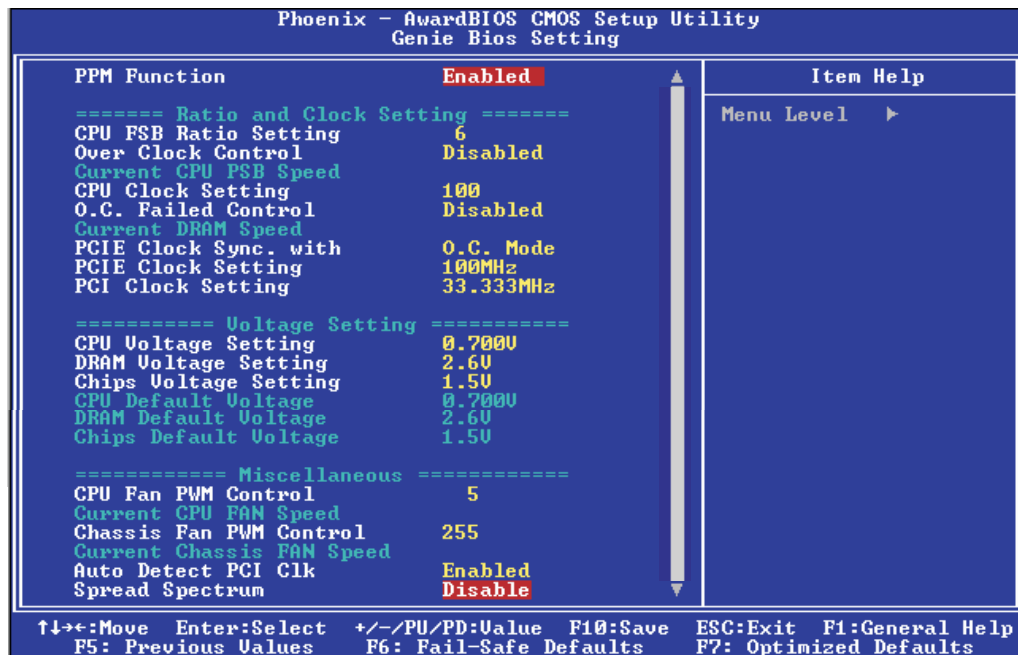 Phoenix - AwardBIOS CMOS Setup Utility
Genie Bios Setting
PPM Function Enabled
======= Ratio and Clock Setting =======
CPU FSB Ratio Setting 6
Over Clock Control Disabled
Current CPU PSB Speed
CPU Clock Setting 100
O.C. Failed Control Disabled
Current DRAM Speed
PCIE Clock Sync. with O.C. Mode
PCIE Clock Setting 100MHz
PCI Clock Setting 33.333MHz
=========== Voltage Setting ===========
CPU Voltage Setting 0.700V
DRAM Voltage Setting 2.6V
Chips Voltage Setting 1.5V
CPU Default Voltage 0.700V
DRAM Default Voltage 2.6V
Chips Default Voltage 1.5V
============ Miscellaneous ============
CPU Fan PWM Control 5
Current CPU FAN Speed
Chassis Fan PWM Control 255
Current Chassis FAN Speed
Auto Detect PCI Clk Enabled
Spread Spectrum Disable
Item Help
Menu Level ►
↑↓→←:Move Enter:Select +/-/PU/PD:Value F10:Save ESC:Exit F1:General Help
F5: Previous Values F6: Fail-Safe Defaults F7: Optimized Defaults